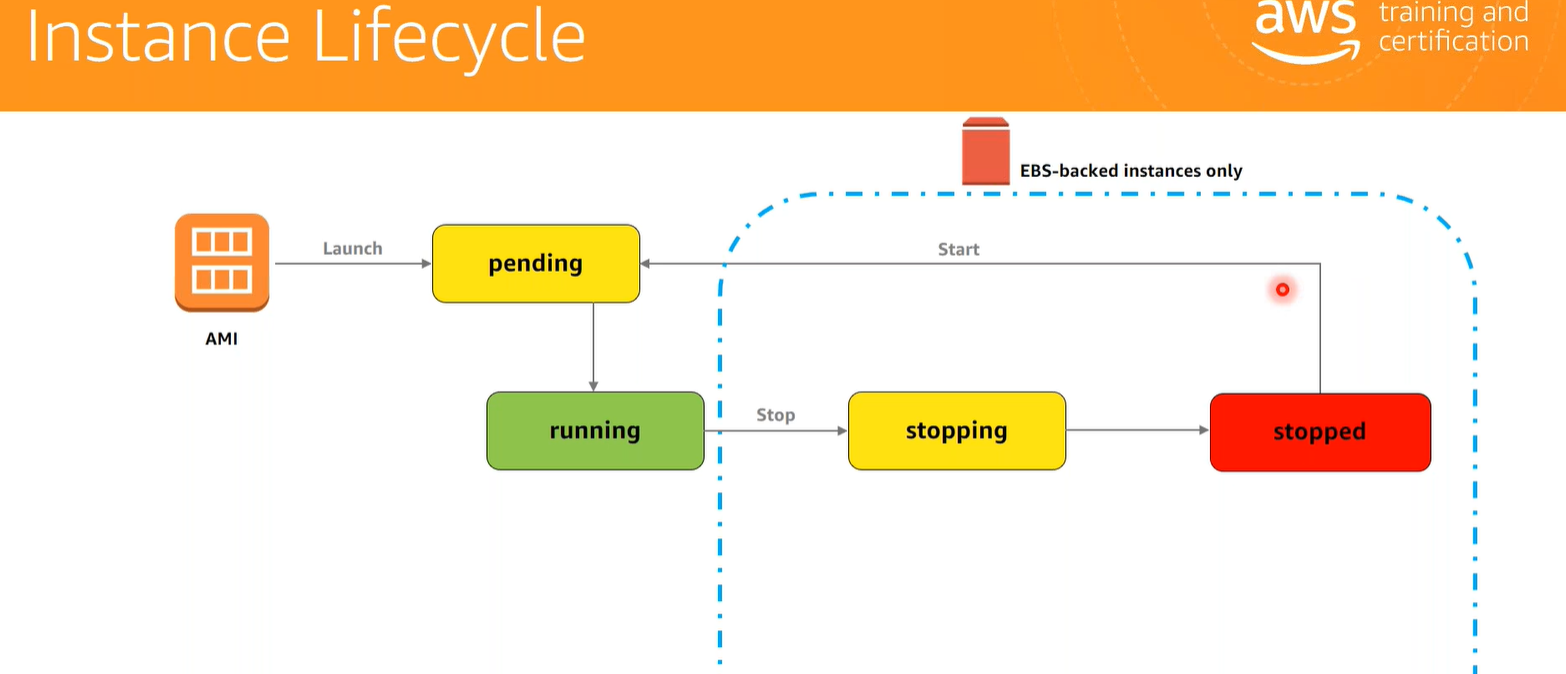 Instance Lifecycle
aws
training and
certification
EBS-backed instances only
Launch
pending
Start
AMI
running
Stop
stopping
stopped